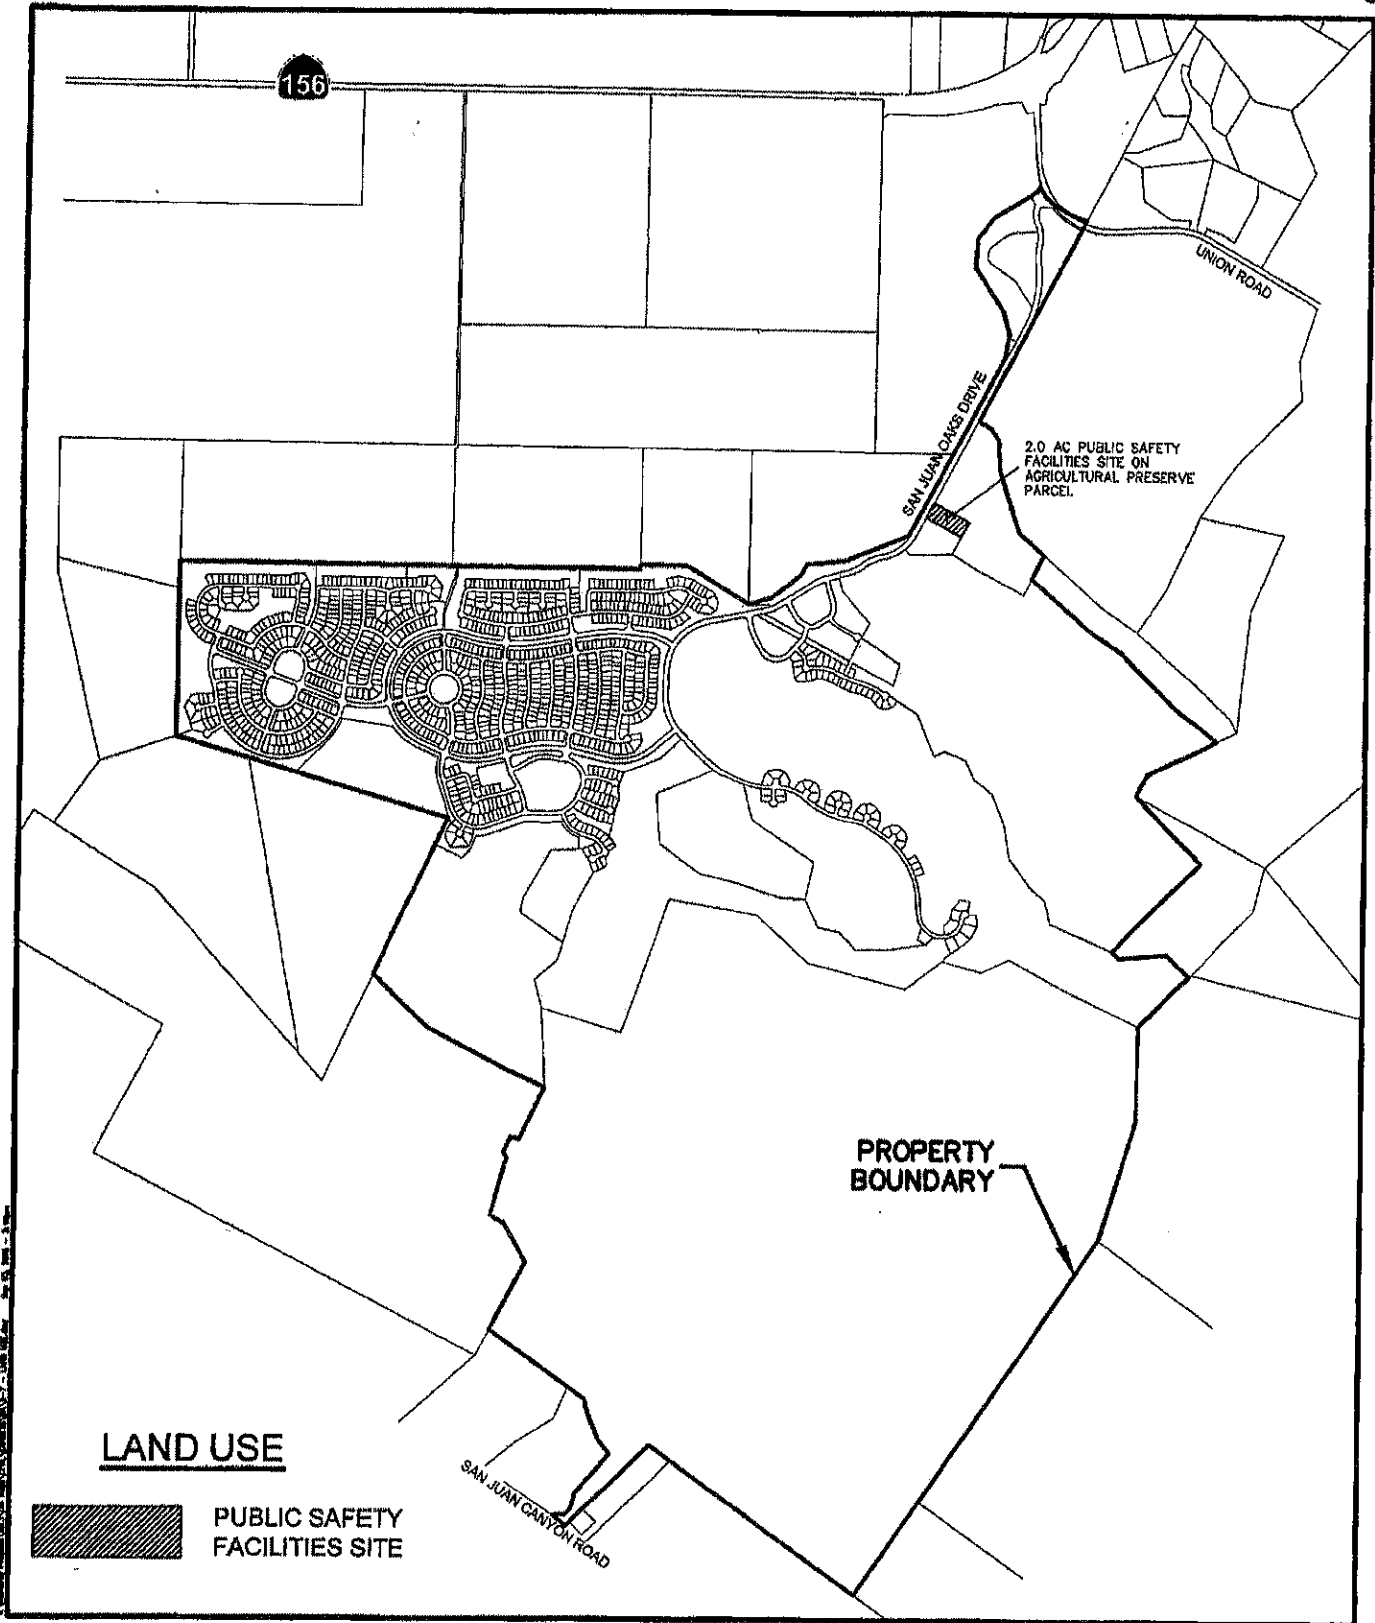 156
UNION ROAD
SAN JUAN OAKS DRIVE
2.0 AC PUBLIC SAFETY
FACILITIES SITE ON
AGRICULTURAL PRESERVE
PARCEL
PROPERTY
BOUNDARY
LAND USE
PUBLIC SAFETY
FACILITIES SITE
SAN JUAN CANYON ROAD